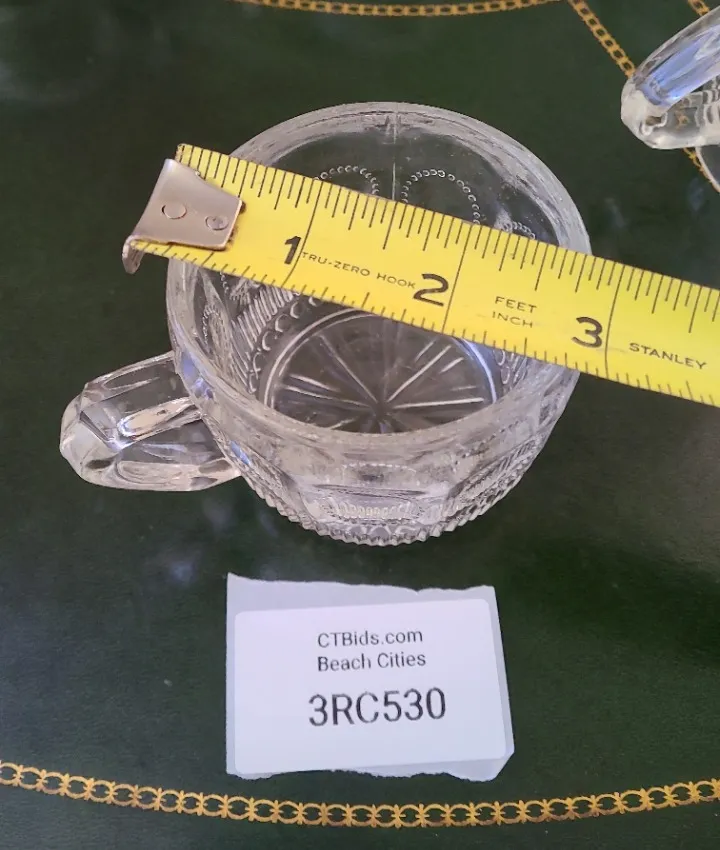 1 TRU-ZERO HOOK 2 FEET 3 STANLEY
INCH
CTBids.com
Beach Cities
3RC530